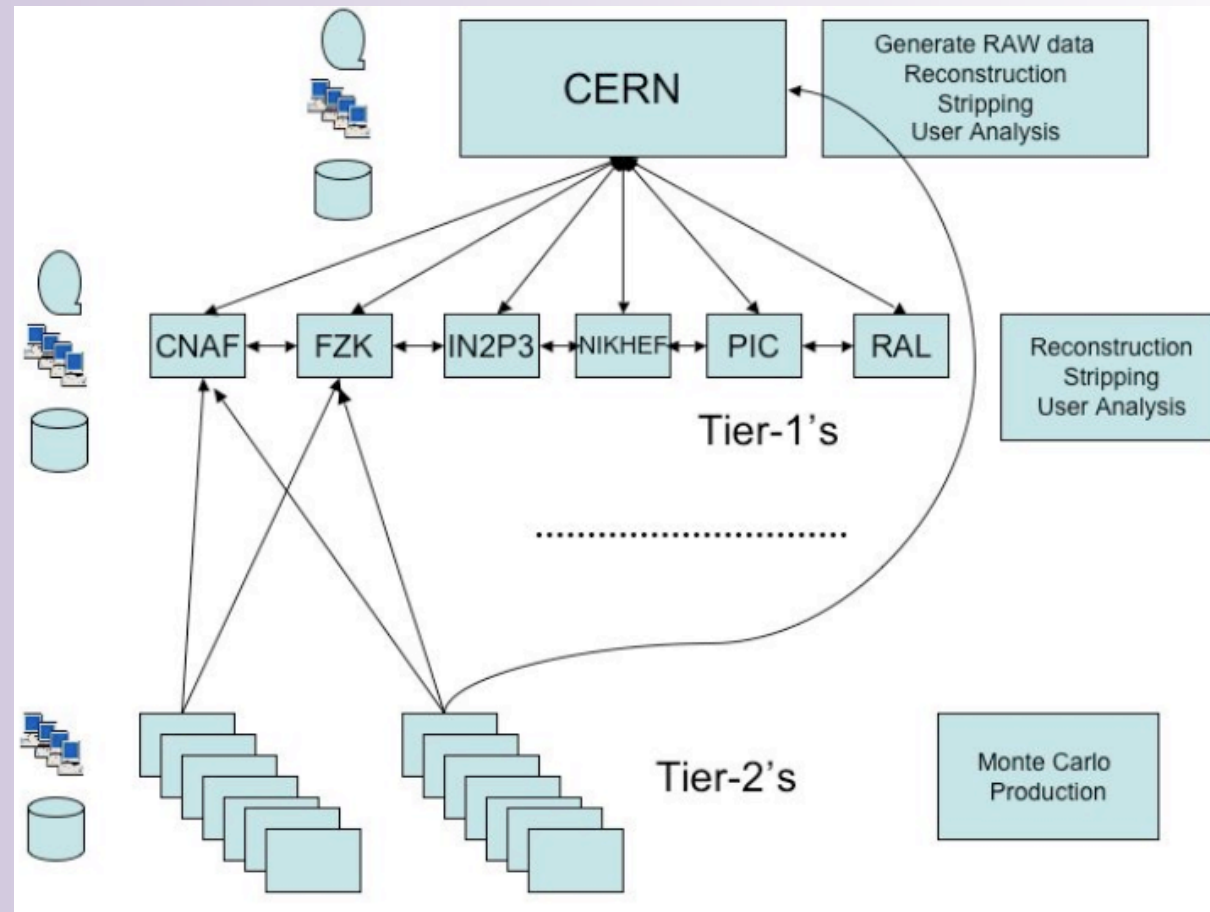 CERN
Generate RAW data
Reconstruction
Stripping
User Analysis
CNAF
FZK
IN2P3
NIKHEF
PIC
RAL
Reconstruction
Stripping
User Analysis
Tier-1's
Tier-2's
Monte Carlo
Production